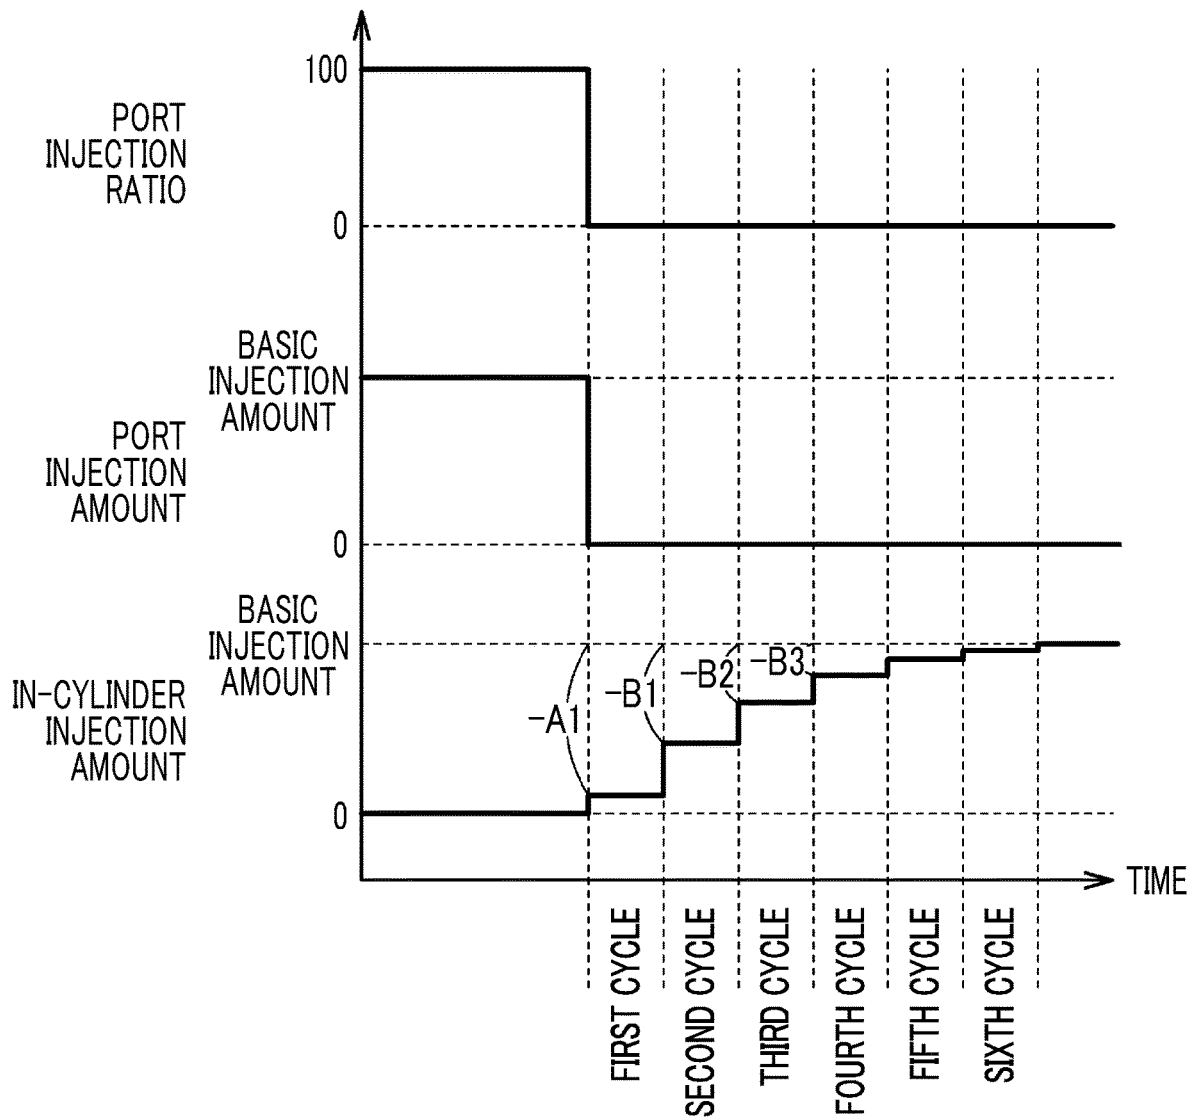 100
PORT
INJECTION
RATIO
0
BASIC
INJECTION
AMOUNT
PORT
INJECTION
AMOUNT
0
BASIC
INJECTION
AMOUNT
-B2
-B3
-B1
IN-CYLINDER
INJECTION
AMOUNT
-A1
0
TIME
FIRST CYCLE
SECOND CYCLE
THIRD CYCLE
FOURTH CYCLE
FIFTH CYCLE
SIXTH CYCLE